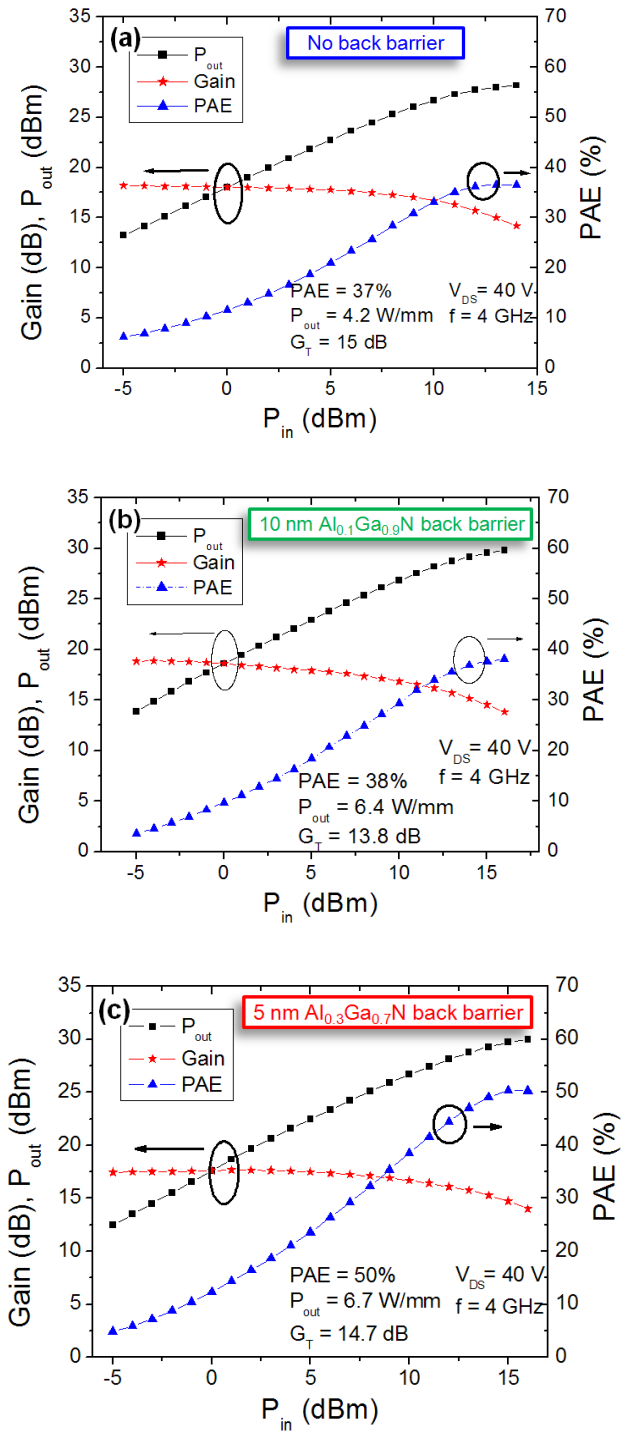 (a)
No back barrier
P_out
Gain
PAE
Gain (dB), P_out (dBm)
35
30
25
20
15
10
5
0
70
60
50
40
30
20
10
0
PAE (%)
PAE = 37%
P_out = 4.2 W/mm
G_T = 15 dB
V_DS = 40 V
f = 4 GHz
-5
0
5
10
15
P_in (dBm)
(b)
10 nm Al_0.1Ga_0.9N back barrier
P_out
Gain
PAE
Gain (dB), P_out (dBm)
35
30
25
20
15
10
5
0
70
60
50
40
30
20
10
0
PAE (%)
V_DS = 40 V
f = 4 GHz
PAE = 38%
P_out = 6.4 W/mm
G_T = 13.8 dB
-5
0
5
10
15
P_in (dBm)
(c)
5 nm Al_0.3Ga_0.7N back barrier
P_out
Gain
PAE
Gain (dB), P_out (dBm)
35
30
25
20
15
10
5
0
70
60
50
40
30
20
10
0
PAE (%)
PAE = 50%
P_out = 6.7 W/mm
G_T = 14.7 dB
V_DS = 40 V
f = 4 GHz
-5
0
5
10
15
P_in (dBm)